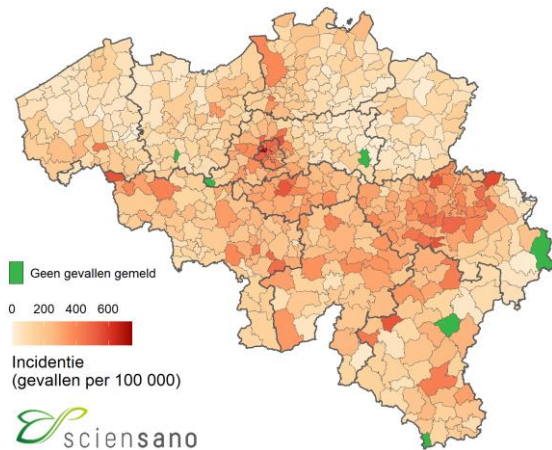 Geen gevallen gemeld
0 200 400 600
Incidentie
(gevallen per 100 000)
sciensano